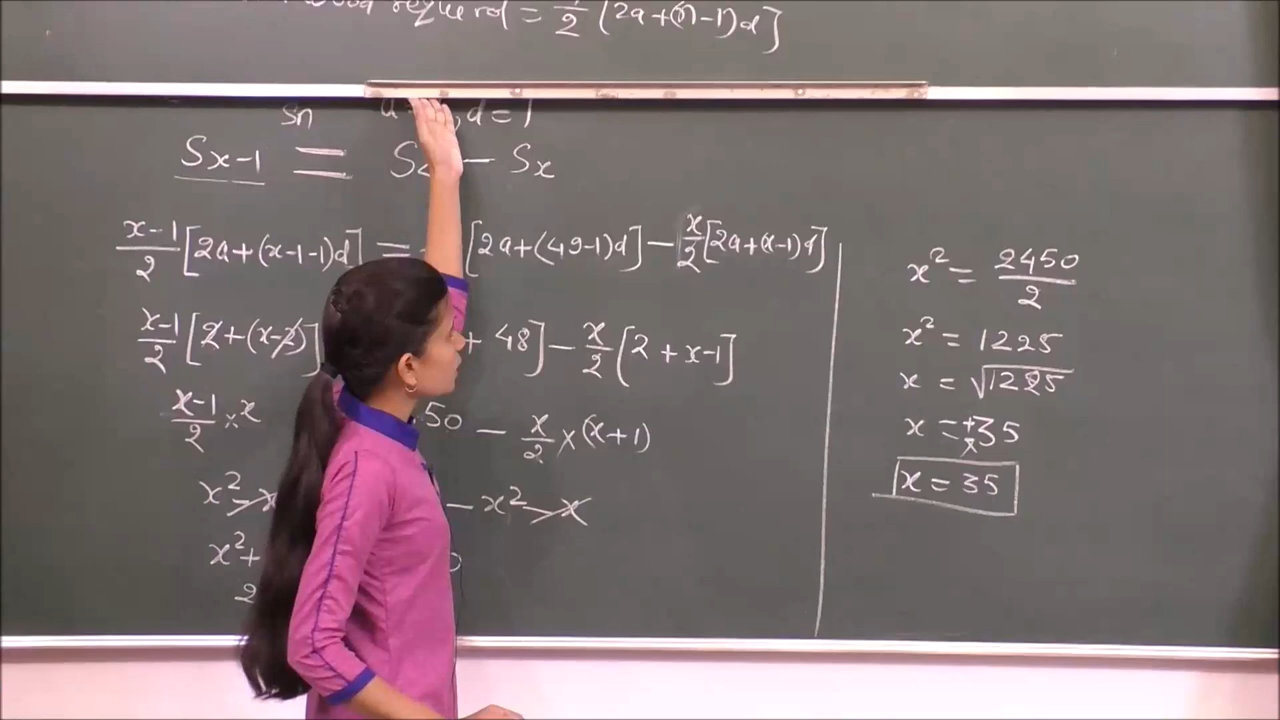 requerd = n/2 [2a+(n-1)d]
Sn d=1
Sx-1 = S - Sx
x-1/2 [2a+(x-1-1)d] = [2a+(49-1)d] - x/2 [2a+(x-1)d]
x-1/2 [2+(x-2)] + 48] - x/2 [2+x-1]
x-1/2 × x 50 - x/2 × (x+1)
x² - x - x² - x
x²+
2
x² = 2450/2
x² = 1225
x = √1225
x = ±35
x = 35